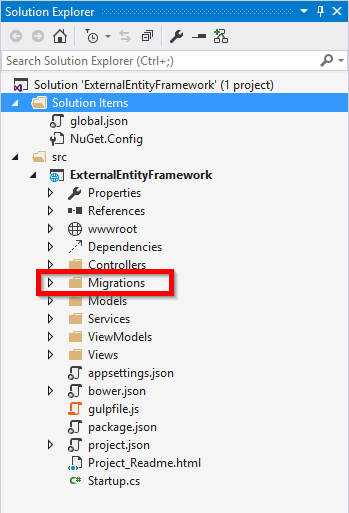 Solution Explorer
Search Solution Explorer (Ctrl+;)
Solution 'ExternalEntityFramework' (1 project)
Solution Items
global.json
NuGet.Config
src
ExternalEntityFramework
Properties
References
wwwroot
Dependencies
Controllers
Migrations
Models
Services
ViewModels
Views
appsettings.json
bower.json
gulpfile.js
package.json
project.json
Project_Readme.html
C# Startup.cs